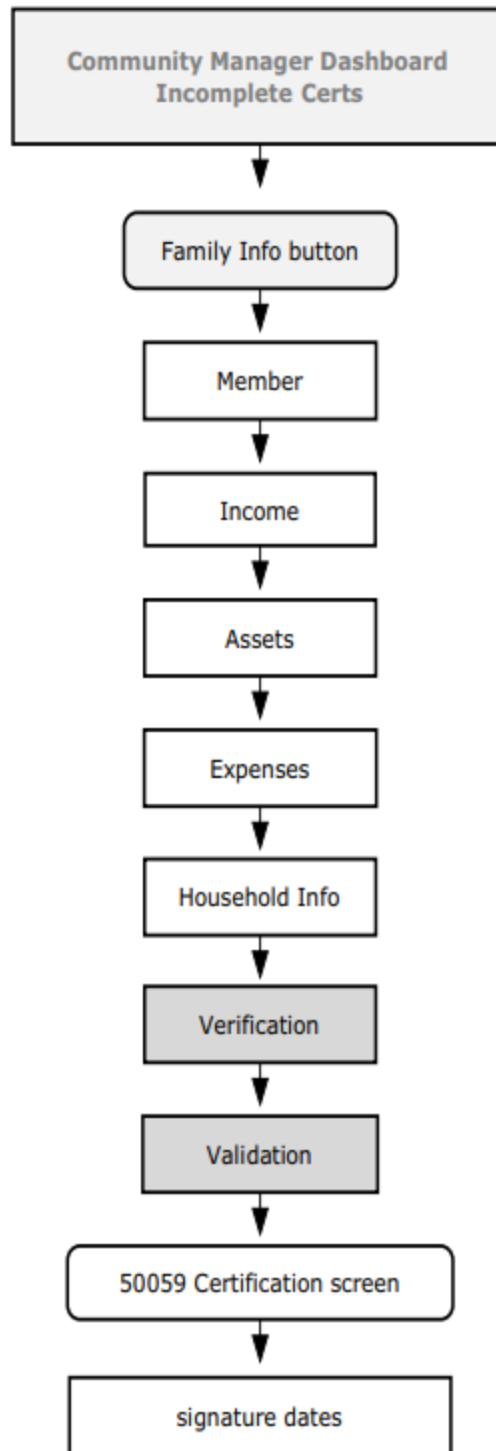 Community Manager Dashboard
Incomplete Certs
Family Info button
Member
Income
Assets
Expenses
Household Info
Verification
Validation
50059 Certification screen
signature dates